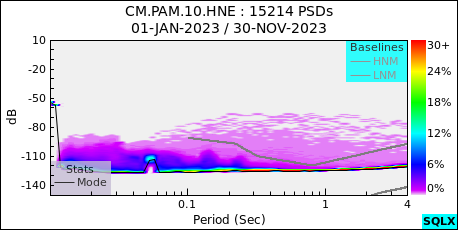 CM.PAM.10.HNE : 15214 PSDs
01-JAN-2023 / 30-NOV-2023
10
-20
-50
-80
-110
-140
dB
Baselines
HNM
LNM
Stats
Mode
0.1
1
4
Period (Sec)
30+
24%
18%
12%
6%
0%
SQLX